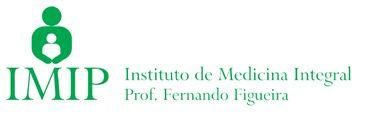 IMIP
Instituto de Medicina Integral
Prof. Fernando Figueira